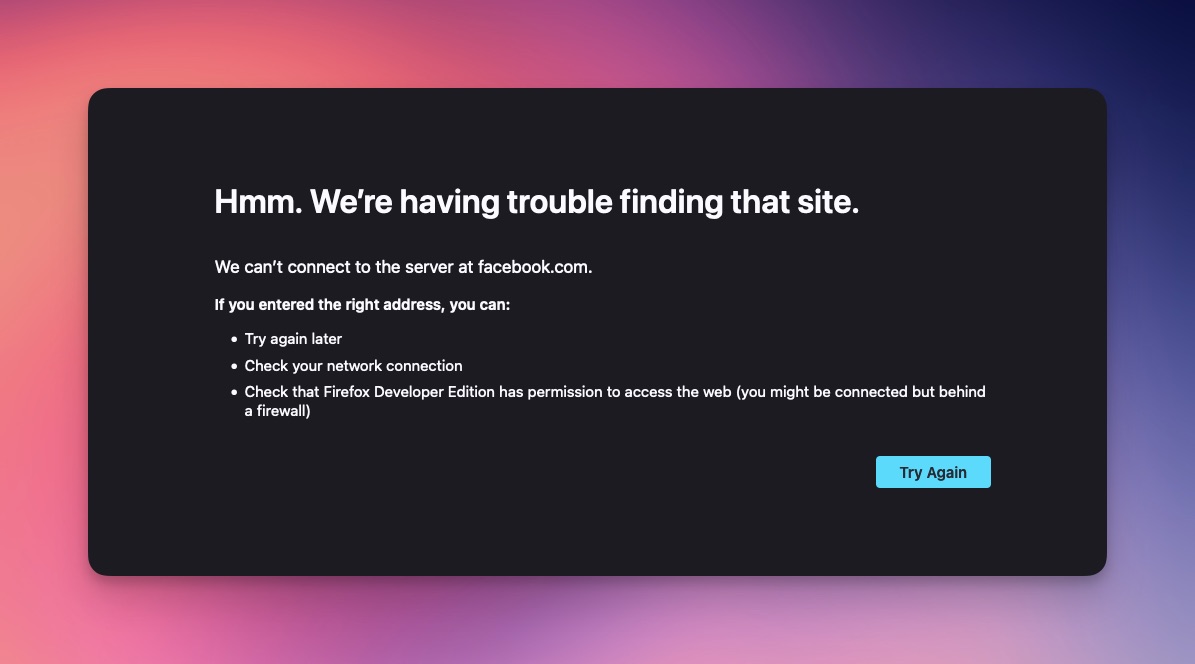 Hmm. We’re having trouble finding that site.
We can’t connect to the server at facebook.com.
If you entered the right address, you can:
• Try again later
• Check your network connection
• Check that Firefox Developer Edition has permission to access the web (you might be connected but behind
a firewall)
Try Again